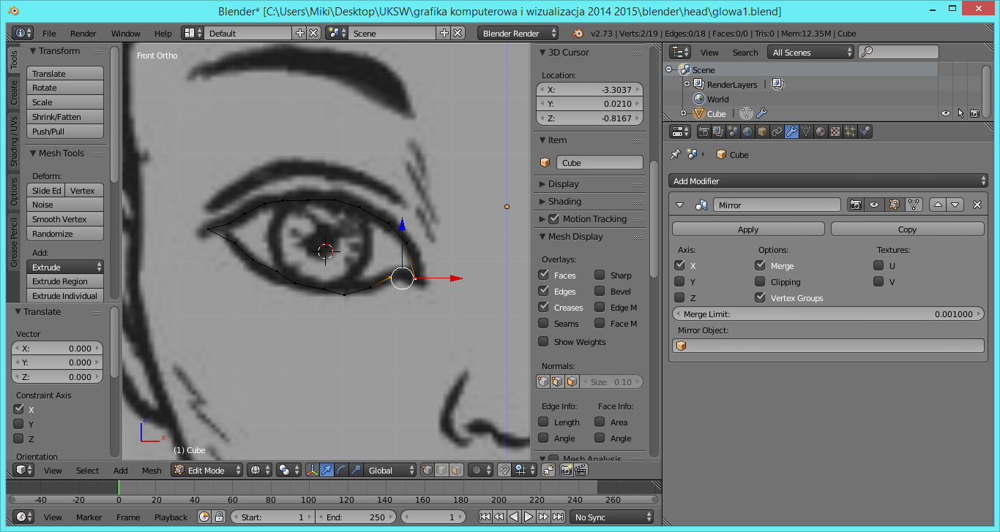 Blender* [C:\Users\Miki\Desktop\UKSW\grafika komputerowa i wizualizacja 2014 2015\blender\head\glowa1.blend]
File Render Window Help Default Scene Blender Render v2.73 | Verts:2/19 | Edges:0/18 | Faces:0/0 | Tris:0 | Mem:12.35M | Cube
Tools
Create
Shading / UVs
Options
Grease Pencil
Transform
Translate
Rotate
Scale
Shrink/Fatten
Push/Pull
Mesh Tools
Deform:
Slide Ed Vertex
Noise
Smooth Vertex
Randomize
Add:
Extrude
Extrude Region
Extrude Individual
Translate
Vector
X: 0.000
Y: 0.000
Z: 0.000
Constraint Axis
X
Y
Z
Orientation
Front Ortho
z
x
(1) Cube
3D Cursor
Location:
X: -3.3037
Y: 0.0210
Z: -0.8167
Item
Cube
Display
Shading
Motion Tracking
Mesh Display
Overlays:
Faces Sharp
Edges Bevel
Creases Edge M
Seams Face M
Show Weights
Normals:
Size: 0.10
Edge Info: Face Info:
Length Area
Angle Angle
Mesh Analysis
View Search All Scenes
Scene
RenderLayers
World
Cube
Cube
Add Modifier
Mirror
Apply Copy
Axis: Options: Textures:
X Merge U
Y Clipping V
Z Vertex Groups
Merge Limit: 0.001000
Mirror Object:
View Select Add Mesh Edit Mode Global
-40 -20 0 20 40 60 80 100 120 140 160 180 200 220 240 260
View Marker Frame Playback Start: 1 End: 250 1 No Sync